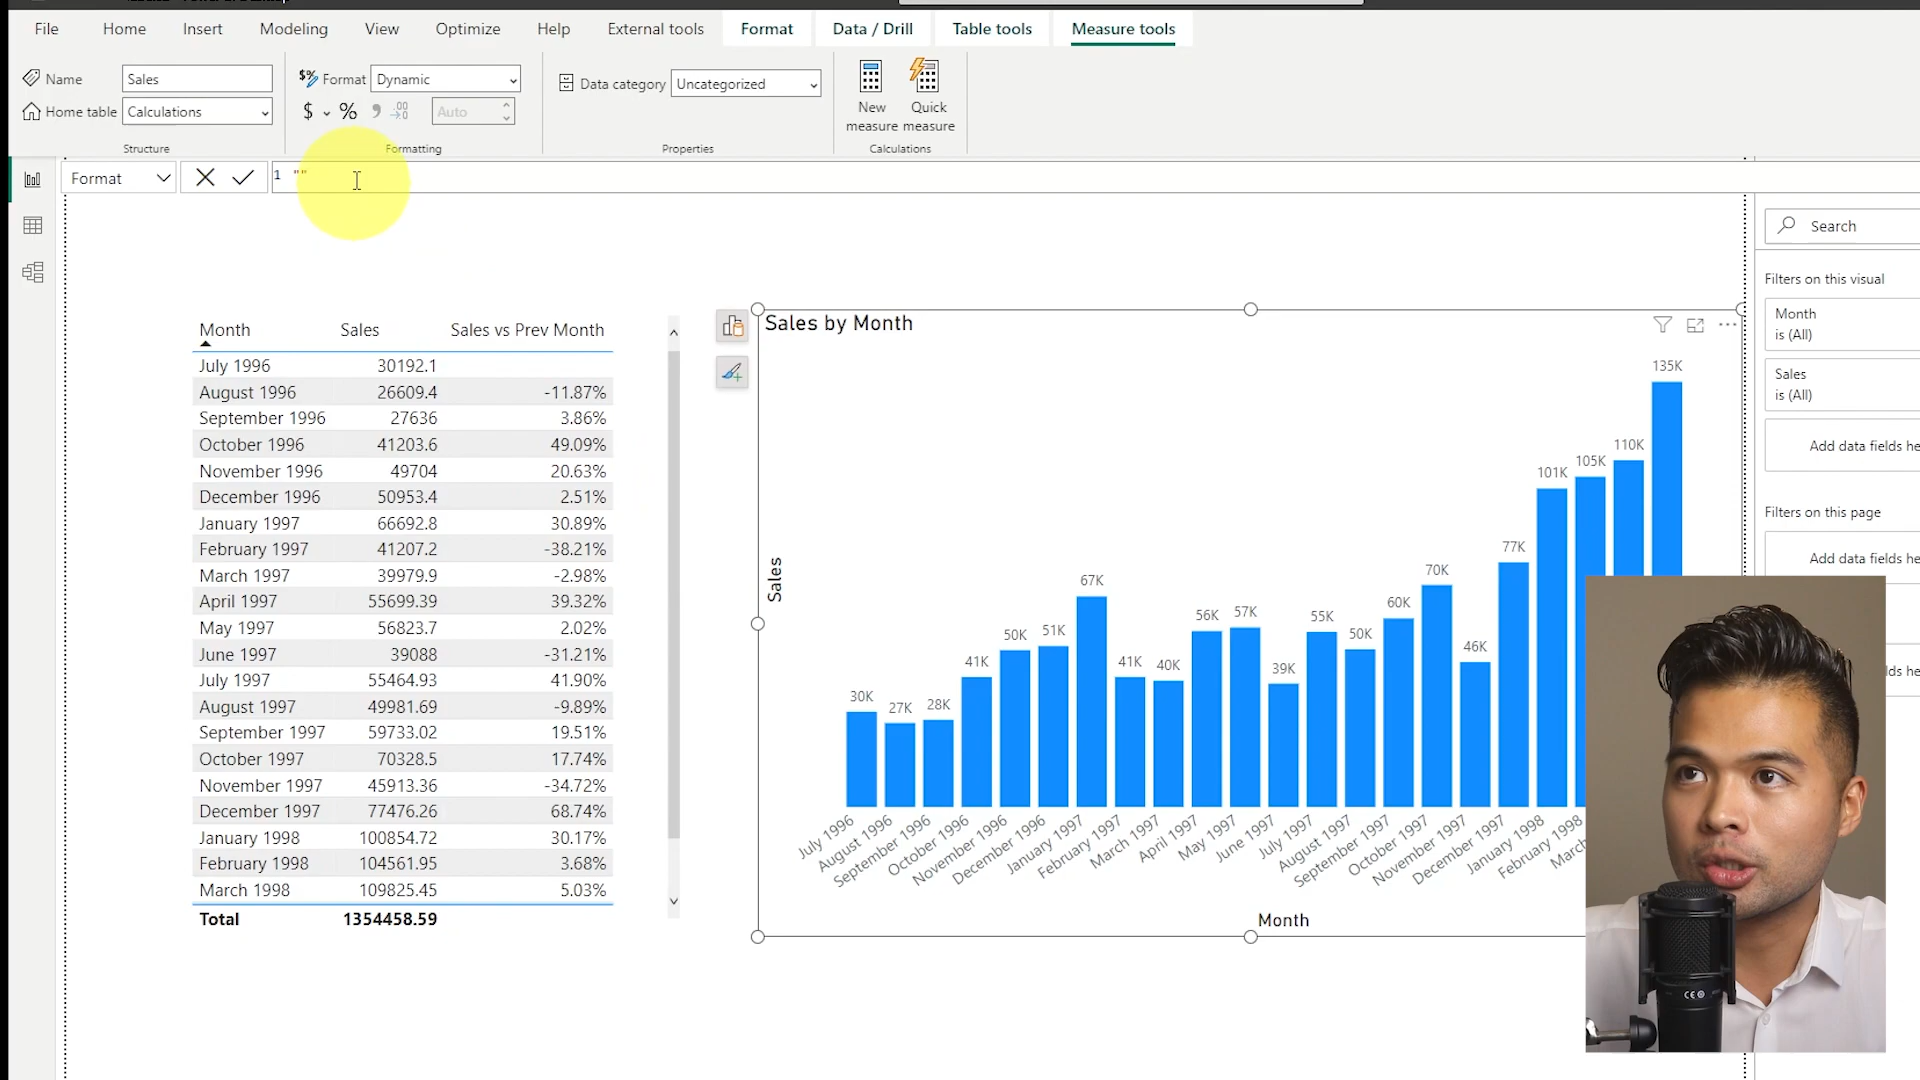 File Home Insert Modeling View Optimize Help External tools Format Data / Drill Table tools Measure tools
Name Sales
Home table Calculations
Structure
Format Dynamic
$ % Auto
Formatting
Data category Uncategorized
Properties
New measure
Quick measure
Calculations
Format
1 ""
Month Sales Sales vs Prev Month
July 1996 30192.1
August 1996 26609.4 -11.87%
September 1996 27636 3.86%
October 1996 41203.6 49.09%
November 1996 49704 20.63%
December 1996 50953.4 2.51%
January 1997 66692.8 30.89%
February 1997 41207.2 -38.21%
March 1997 39979.9 -2.98%
April 1997 55699.39 39.32%
May 1997 56823.7 2.02%
June 1997 39088 -31.21%
July 1997 55464.93 41.90%
August 1997 49981.69 -9.89%
September 1997 59733.02 19.51%
October 1997 70328.5 17.74%
November 1997 45913.36 -34.72%
December 1997 77476.26 68.74%
January 1998 100854.72 30.17%
February 1998 104561.95 3.68%
March 1998 109825.45 5.03%
Total 1354458.59
Sales by Month
Sales
30K 27K 28K 41K 50K 51K 67K 41K 40K 56K 57K 39K 55K 50K 60K 70K 46K 77K 101K 105K 110K 135K
July 1996
August 1996
September 1996
October 1996
November 1996
December 1996
January 1997
February 1997
March 1997
April 1997
May 1997
June 1997
July 1997
August 1997
September 1997
October 1997
November 1997
December 1997
January 1998
February 1998
March
Month
Search
Filters on this visual
Month
is (All)
Sales
is (All)
Add data fields he
Filters on this page
Add data fields he
ds he
CE